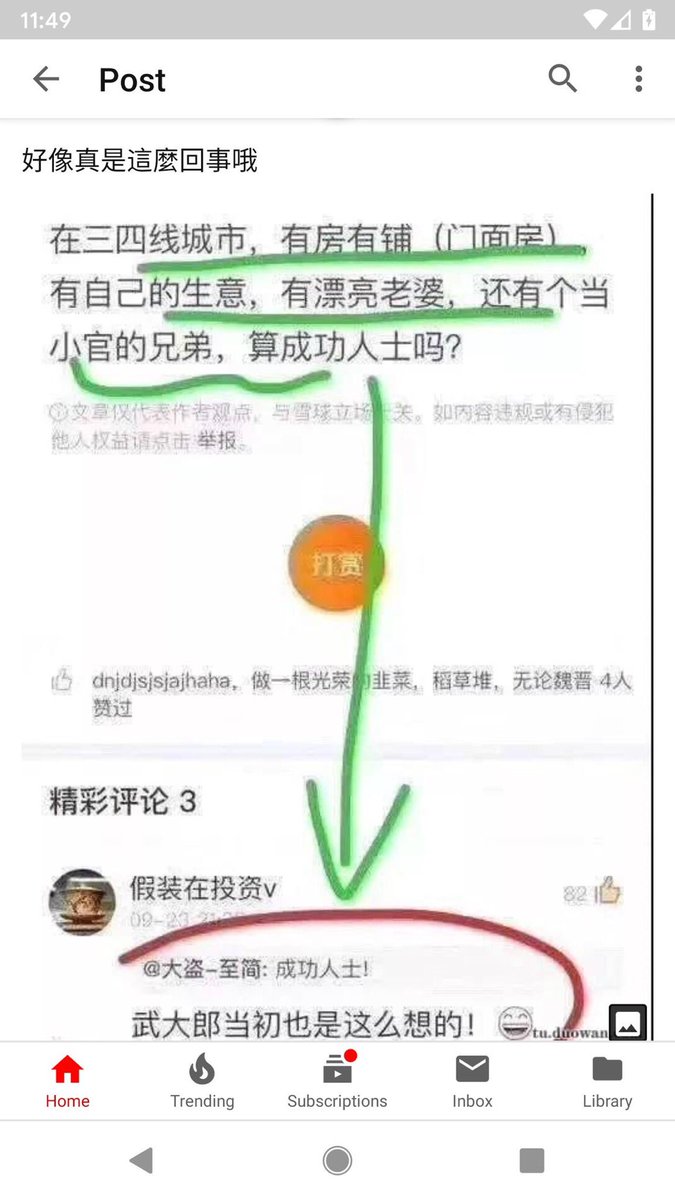 11:49
Post
好像真是這麼回事哦
在三四线城市，有房有铺（门面房）
有自己的生意，有漂亮老婆，还有个当
小官的兄弟，算成功人士吗？
文章仅代表作者观点，与雪球立场无关。如内容违规或有侵犯
他人权益请点击 举报。
打赏
dnjdjsjsjajhaha，做一根光荣的韭菜，稻草堆，无论魏晋 4人
赞过
精彩评论 3
假装在投资v
82
09-23
@大盗-至简: 成功人士!
武大郎当初也是这么想的!
tu.duowan
Home
Trending
Subscriptions
Inbox
Library